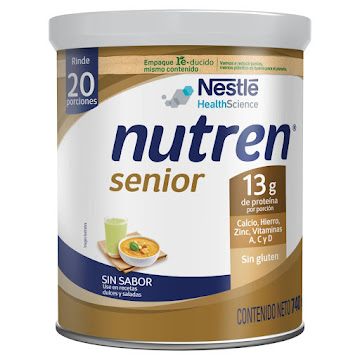 Rinde
20
porciones
Empaque re-ducido
mismo contenido
Nestlé
HealthScience
nutren®
senior
13 g
de proteína
por porción
Calcio, Hierro,
Zinc, Vitaminas
A, C y D
Sin gluten
SIN SABOR
Use en recetas
dulces y saladas
CONTENIDO NETO 740